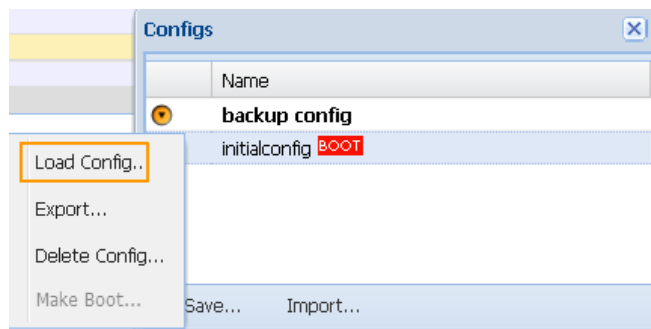 Configs
Name
backup config
initialconfig BOOT
Load Config..
Export...
Delete Config...
Make Boot...
Save... Import...